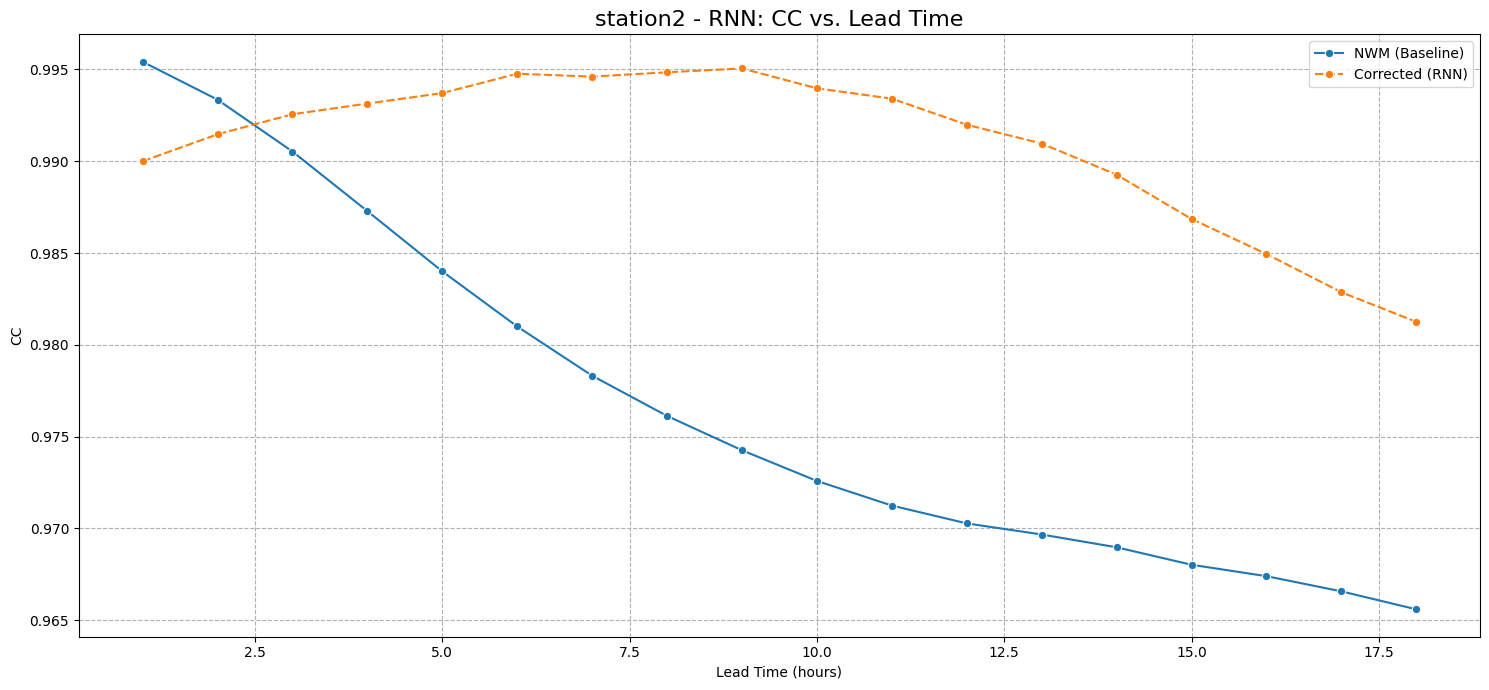 station2 - RNN: CC vs. Lead Time
NWM (Baseline)
Corrected (RNN)
CC
0.995
0.990
0.985
0.980
0.975
0.970
0.965
2.5 5.0 7.5 10.0 12.5 15.0 17.5
Lead Time (hours)